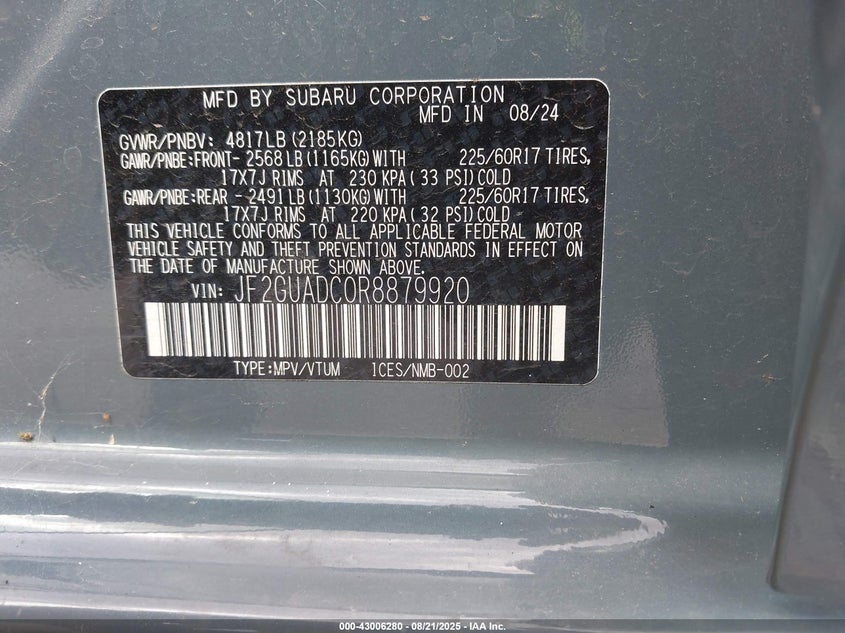 MFD BY SUBARU CORPORATION
MFD IN 08/24
GVWR/PNBV: 4817LB(2185KG)
GAWR/PNBE:FRONT- 2568LB(1165KG)WITH 225/60R17 TIRES,
17X7J RIMS AT 230 KPA( 33 PSI)COLD
GAWR/PNBE:REAR - 2491LB(1130KG)WITH 225/60R17 TIRES,
17X7J RIMS AT 220 KPA( 32 PSI)COLD
THIS VEHICLE CONFORMS TO ALL APPLICABLE FEDERAL MOTOR
VEHICLE SAFETY AND THEFT PREVENTION STANDARDS IN EFFECT ON
THE DATE OF MANUFACTURE SHOWN ABOVE.
VIN: JF2GUADC0R8879920
TYPE:MPV/VTUM ICES/NMB-002
000-43006280 - 08/21/2025 - IAA Inc.